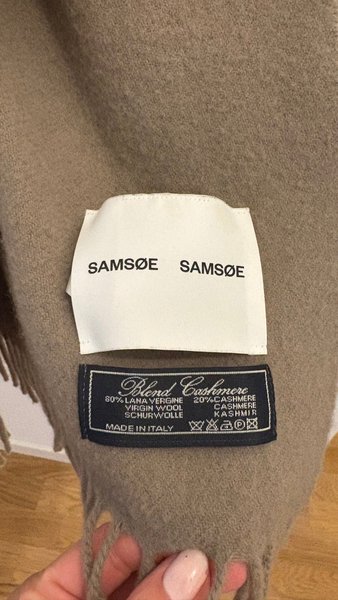 SAMSØE SAMSØE
Blend Cashmere
80% LANA VERGINE 20% CASHMERE
VIRGIN WOOL CASHMERE
SCHURWOLLE KASHMIR
MADE IN ITALY